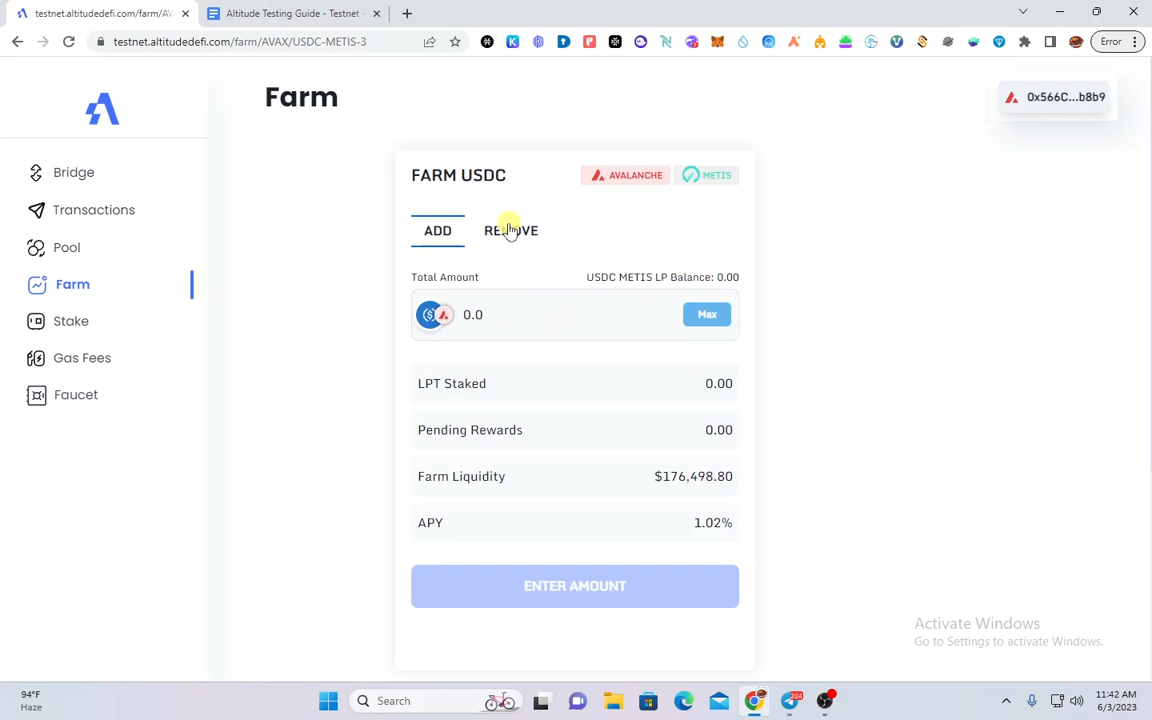 testnet.altitudedefi.com/farm/AV
Altitude Testing Guide - Testnet
testnet.altitudedefi.com/farm/AVAX/USDC-METIS-3
Error
Farm
0x566C...b8b9
Bridge
Transactions
Pool
Farm
Stake
Gas Fees
Faucet
FARM USDC
AVALANCHE
METIS
ADD
REMOVE
Total Amount
USDC METIS LP Balance: 0.00
0.0
Max
LPT Staked
0.00
Pending Rewards
0.00
Farm Liquidity
$176,498.80
APY
1.02%
ENTER AMOUNT
Activate Windows
Go to Settings to activate Windows.
94°F
Haze
Search
204
11:42 AM
6/3/2023